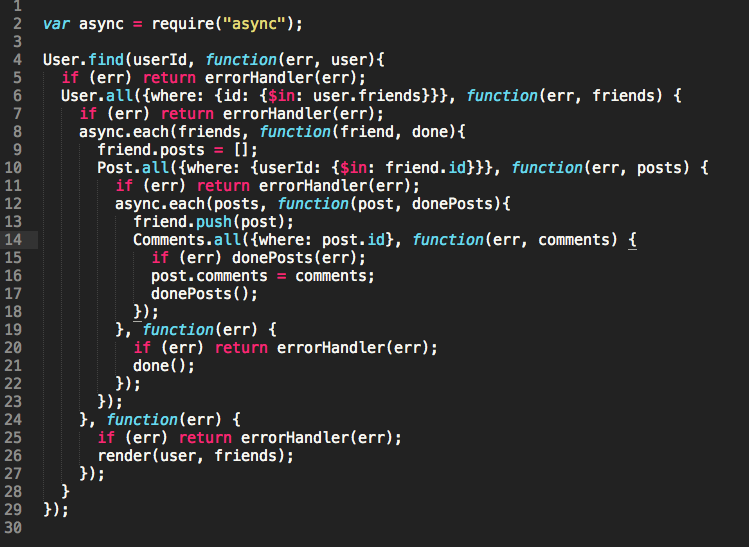 1
2 var async = require("async");
3
4 User.find(userId, function(err, user){
5   if (err) return errorHandler(err);
6   User.all({where: {id: {$in: user.friends}}}, function(err, friends) {
7     if (err) return errorHandler(err);
8     async.each(friends, function(friend, done){
9       friend.posts = [];
10       Post.all({where: {userId: {$in: friend.id}}}, function(err, posts) {
11         if (err) return errorHandler(err);
12         async.each(posts, function(post, donePosts){
13           friend.push(post);
14           Comments.all({where: post.id}, function(err, comments) {
15             if (err) donePosts(err);
16             post.comments = comments;
17             donePosts();
18           });
19         }, function(err) {
20           if (err) return errorHandler(err);
21           done();
22         });
23       });
24     }, function(err) {
25       if (err) return errorHandler(err);
26       render(user, friends);
27     });
28   }
29 });
30